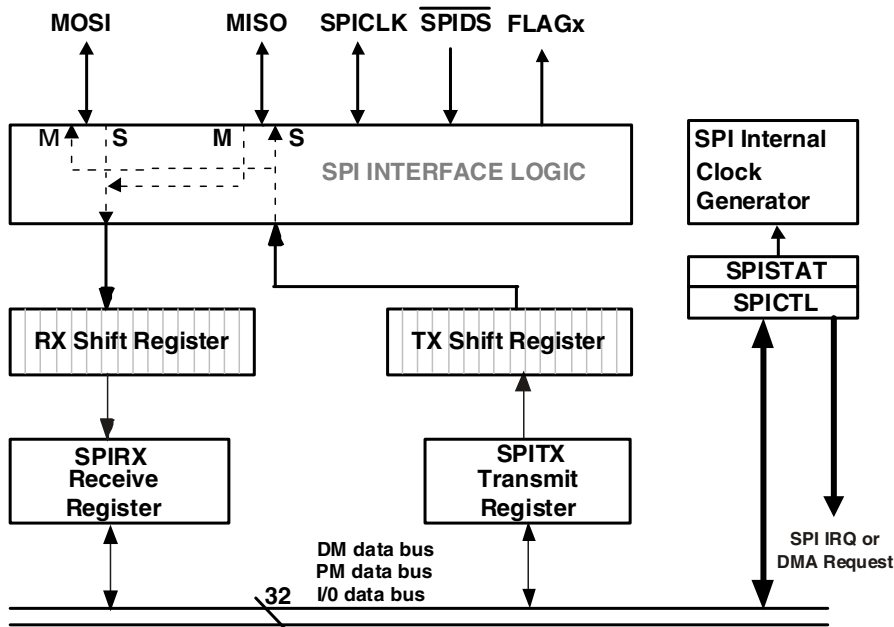 MOSI MISO SPICLK SPIDS FLAGx
M S M S
SPI INTERFACE LOGIC
SPI Internal
Clock
Generator
SPISTAT
SPICTL
RX Shift Register
TX Shift Register
SPIRX
Receive
Register
SPITX
Transmit
Register
SPI IRQ or
DMA Request
DM data bus
PM data bus
I/0 data bus
32